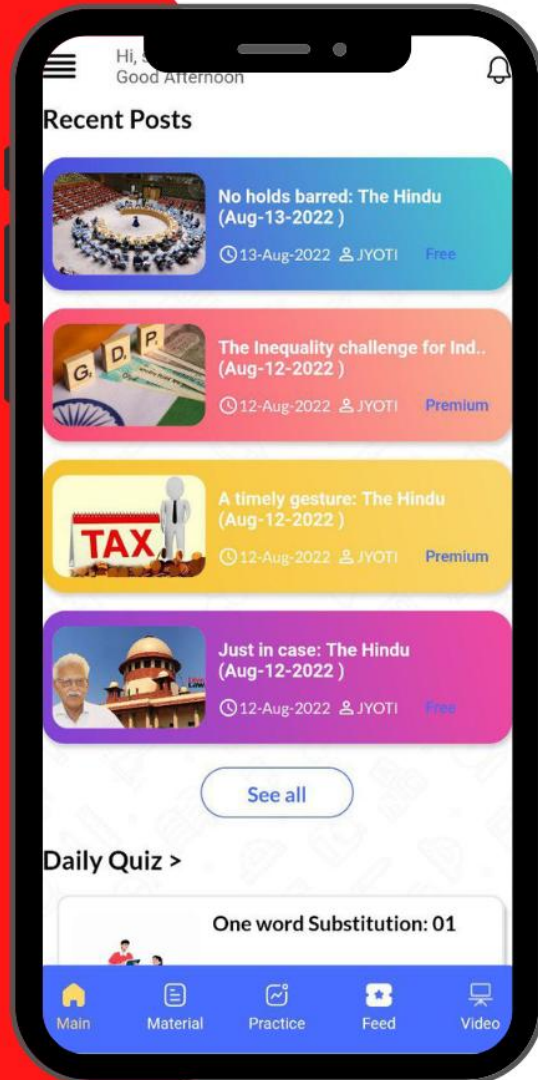 Hi,
Good Afternoon
Recent Posts
No holds barred: The Hindu
(Aug-13-2022 )
13-Aug-2022 JYOTI Free
G D P
The Inequality challenge for Ind..
(Aug-12-2022 )
12-Aug-2022 JYOTI Premium
TAX
A timely gesture: The Hindu
(Aug-12-2022 )
12-Aug-2022 JYOTI Premium
Just in case: The Hindu
(Aug-12-2022 )
12-Aug-2022 JYOTI Free
See all
Daily Quiz >
One word Substitution: 01
Main Material Practice Feed Video